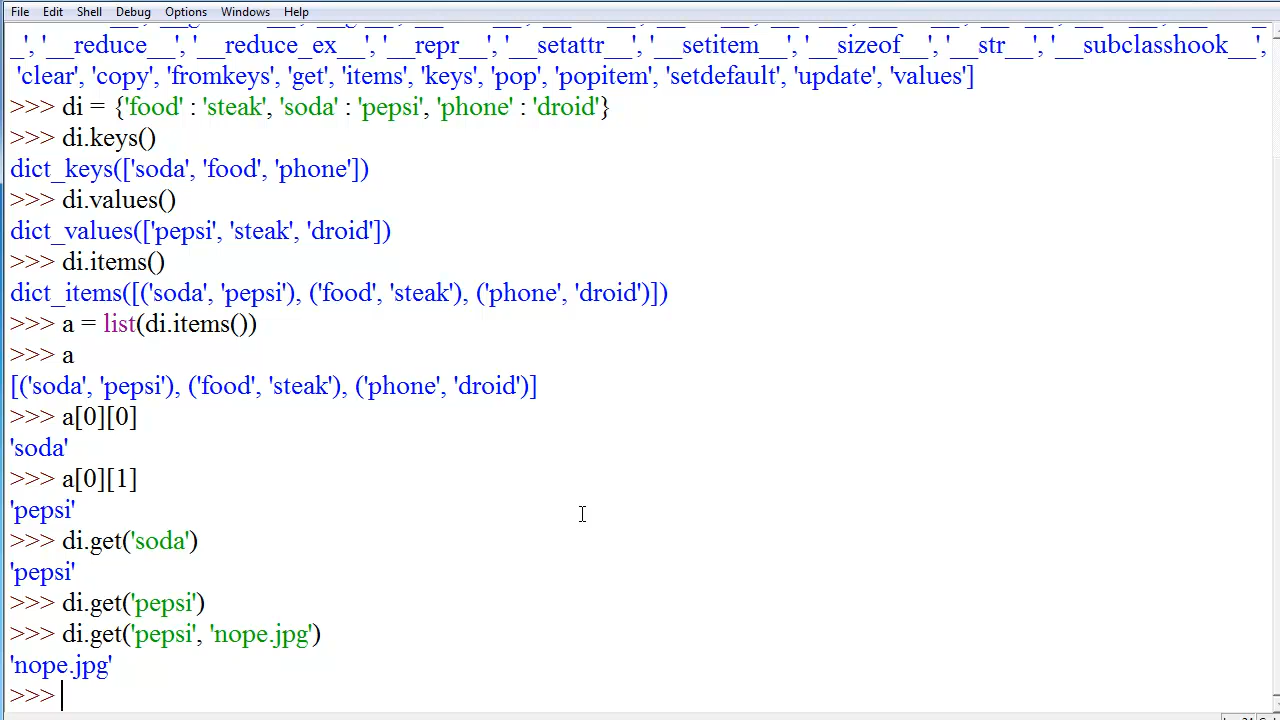 File Edit Shell Debug Options Windows Help
_', '__reduce__', '__reduce_ex__', '__repr__', '__setattr__', '__setitem__', '__sizeof__', '__str__', '__subclasshook__',
'clear', 'copy', 'fromkeys', 'get', 'items', 'keys', 'pop', 'popitem', 'setdefault', 'update', 'values']
>>> di = {'food' : 'steak', 'soda' : 'pepsi', 'phone' : 'droid'}
>>> di.keys()
dict_keys(['soda', 'food', 'phone'])
>>> di.values()
dict_values(['pepsi', 'steak', 'droid'])
>>> di.items()
dict_items([('soda', 'pepsi'), ('food', 'steak'), ('phone', 'droid')])
>>> a = list(di.items())
>>> a
[('soda', 'pepsi'), ('food', 'steak'), ('phone', 'droid')]
>>> a[0][0]
'soda'
>>> a[0][1]
'pepsi'
>>> di.get('soda')
'pepsi'
>>> di.get('pepsi')
>>> di.get('pepsi', 'nope.jpg')
'nope.jpg'
>>>